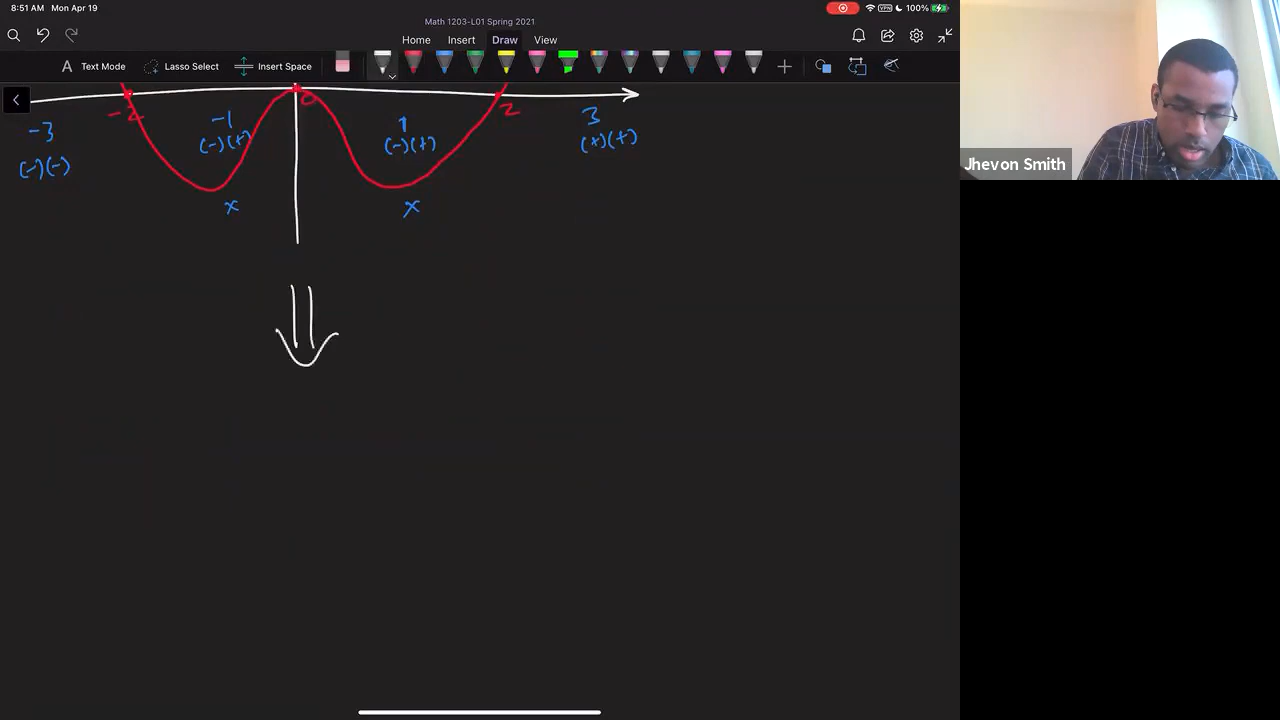 8:51 AM Mon Apr 19
VPN 100%
Math 1203-L01 Spring 2021
Home Insert Draw View
A Text Mode Lasso Select Insert Space
-2 0 2
-3 -1 1 3
(-)(-) (-)(+) (-)(+) (+)(+)
x x
Jhevon Smith